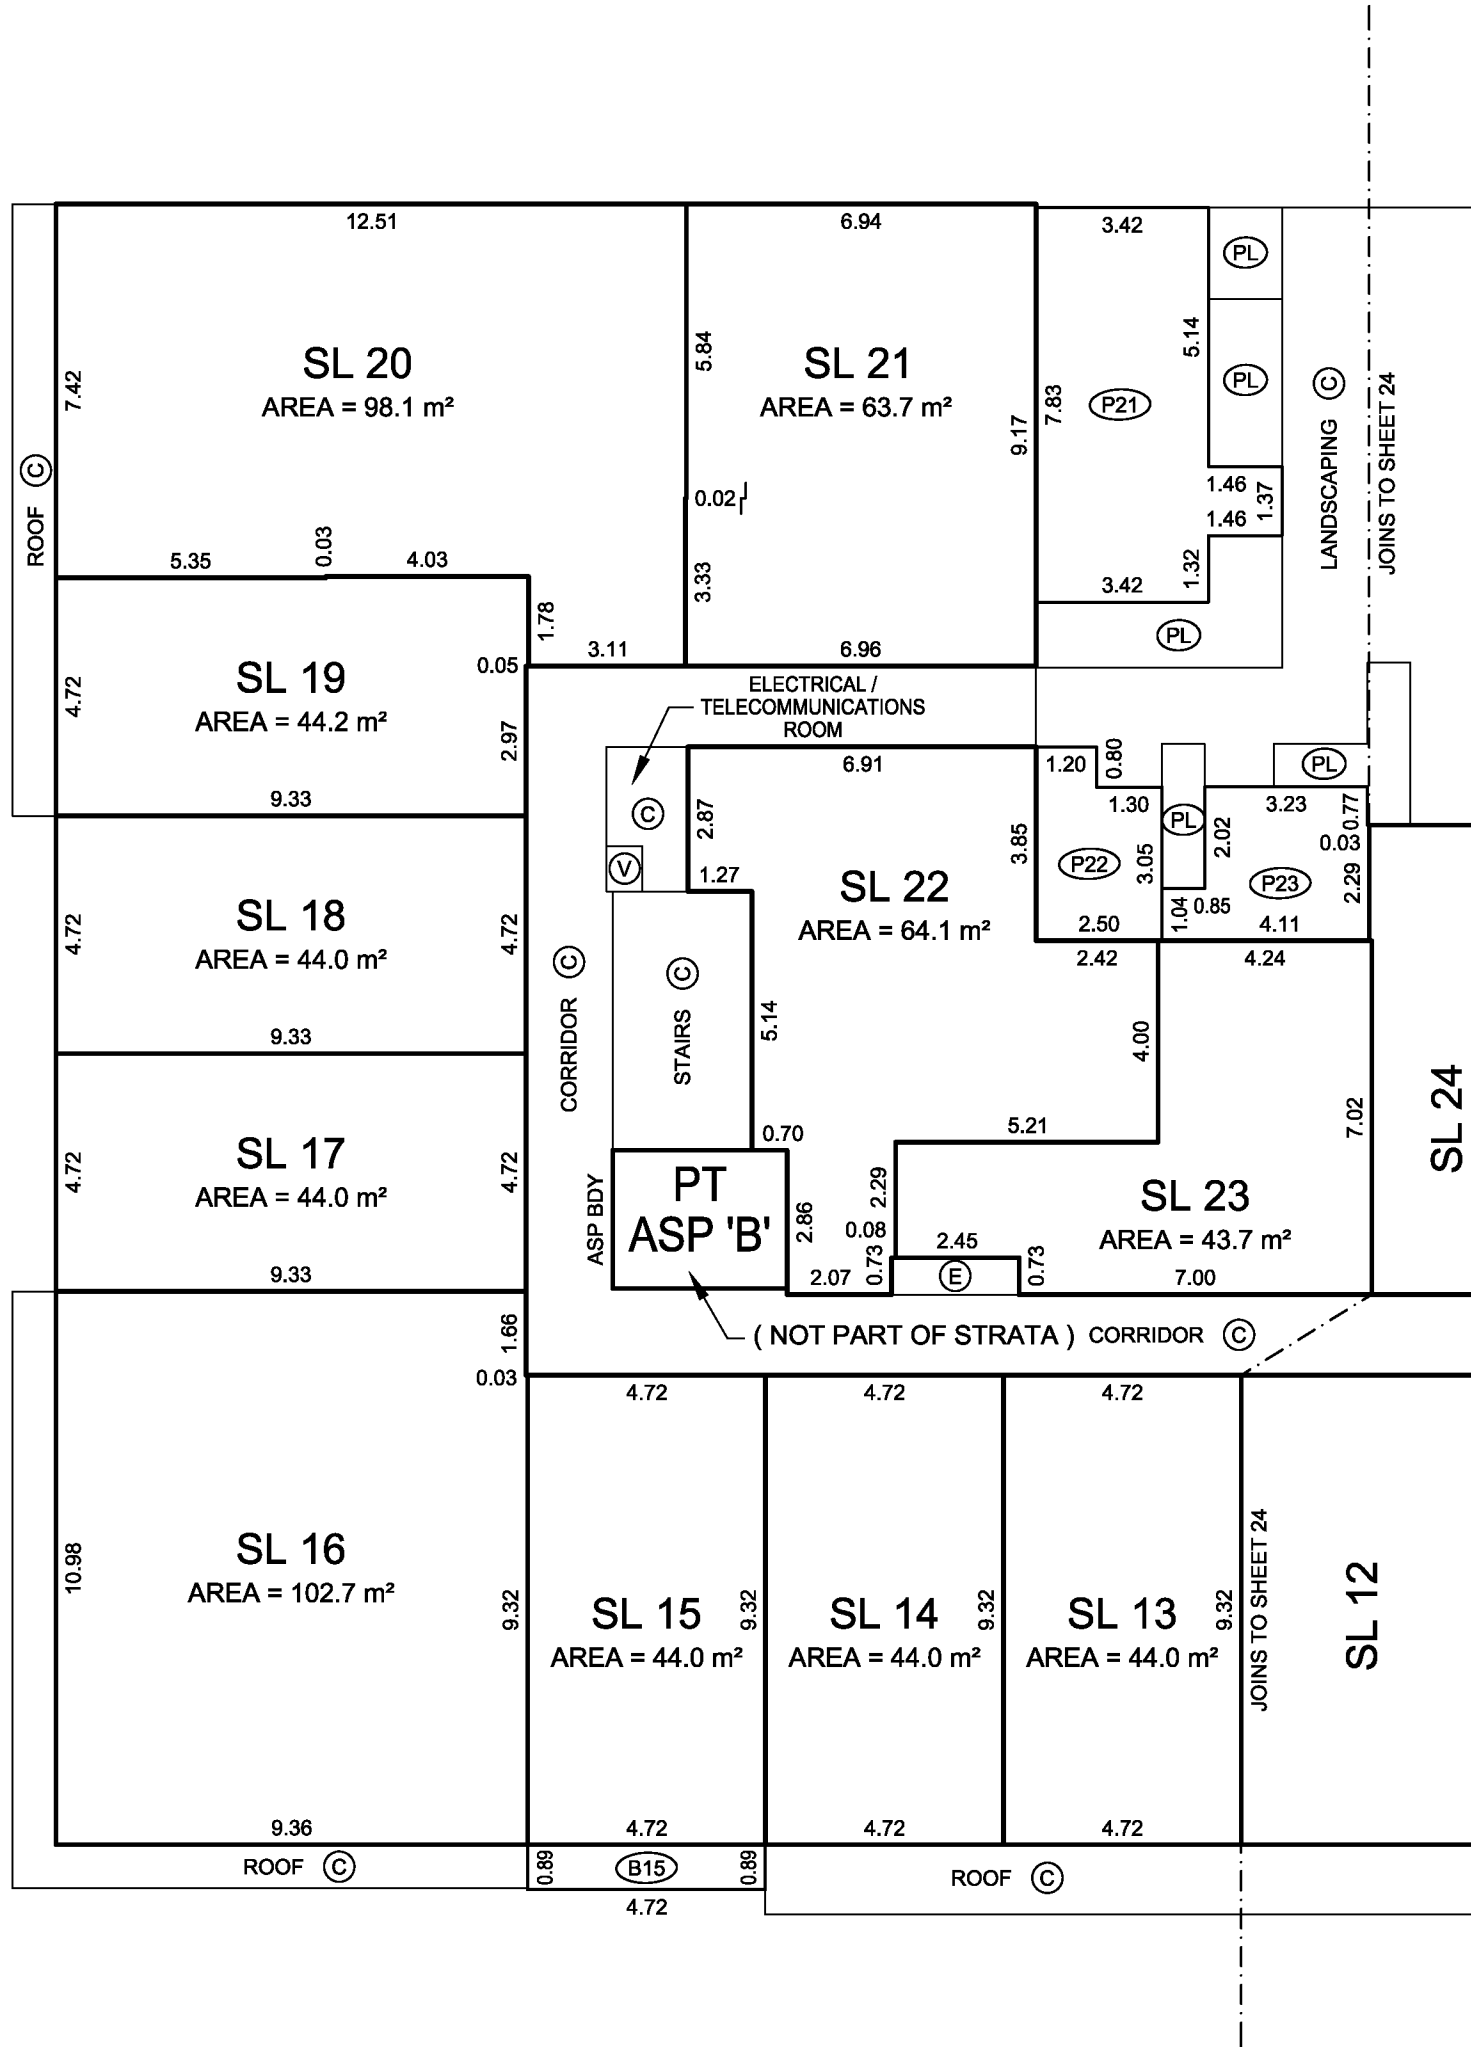 12.51
6.94
3.42
PL
SL 20
AREA = 98.1 m²
7.42
5.84
SL 21
AREA = 63.7 m²
9.17
7.83
P21
5.14
PL
LANDSCAPING C
JOINS TO SHEET 24
ROOF C
0.02
1.46
1.37
1.46
5.35
0.03
4.03
1.78
3.33
3.42
1.32
PL
0.05
3.11
6.96
SL 19
AREA = 44.2 m²
4.72
2.97
9.33
ELECTRICAL /
TELECOMMUNICATIONS
ROOM
C
V
6.91
2.87
1.27
3.85
1.20
0.80
1.30
PL
PL
3.23
0.77
0.03
2.02
2.29
P22
3.05
P23
1.04
0.85
2.50
4.11
2.42
4.24
SL 22
AREA = 64.1 m²
SL 18
AREA = 44.0 m²
4.72
4.72
9.33
CORRIDOR C
STAIRS C
5.14
4.00
5.21
7.02
SL 24
SL 17
AREA = 44.0 m²
4.72
4.72
9.33
ASP BDY
PT
ASP 'B'
0.70
2.86
2.29
0.08
0.73
2.45
0.73
E
2.07
SL 23
AREA = 43.7 m²
7.00
( NOT PART OF STRATA )
CORRIDOR C
1.66
0.03
4.72
4.72
4.72
SL 16
AREA = 102.7 m²
10.98
9.32
SL 15
AREA = 44.0 m²
9.32
SL 14
AREA = 44.0 m²
9.32
SL 13
AREA = 44.0 m²
9.32
JOINS TO SHEET 24
SL 12
9.36
4.72
4.72
4.72
ROOF C
0.89
B15
0.89
ROOF C
4.72